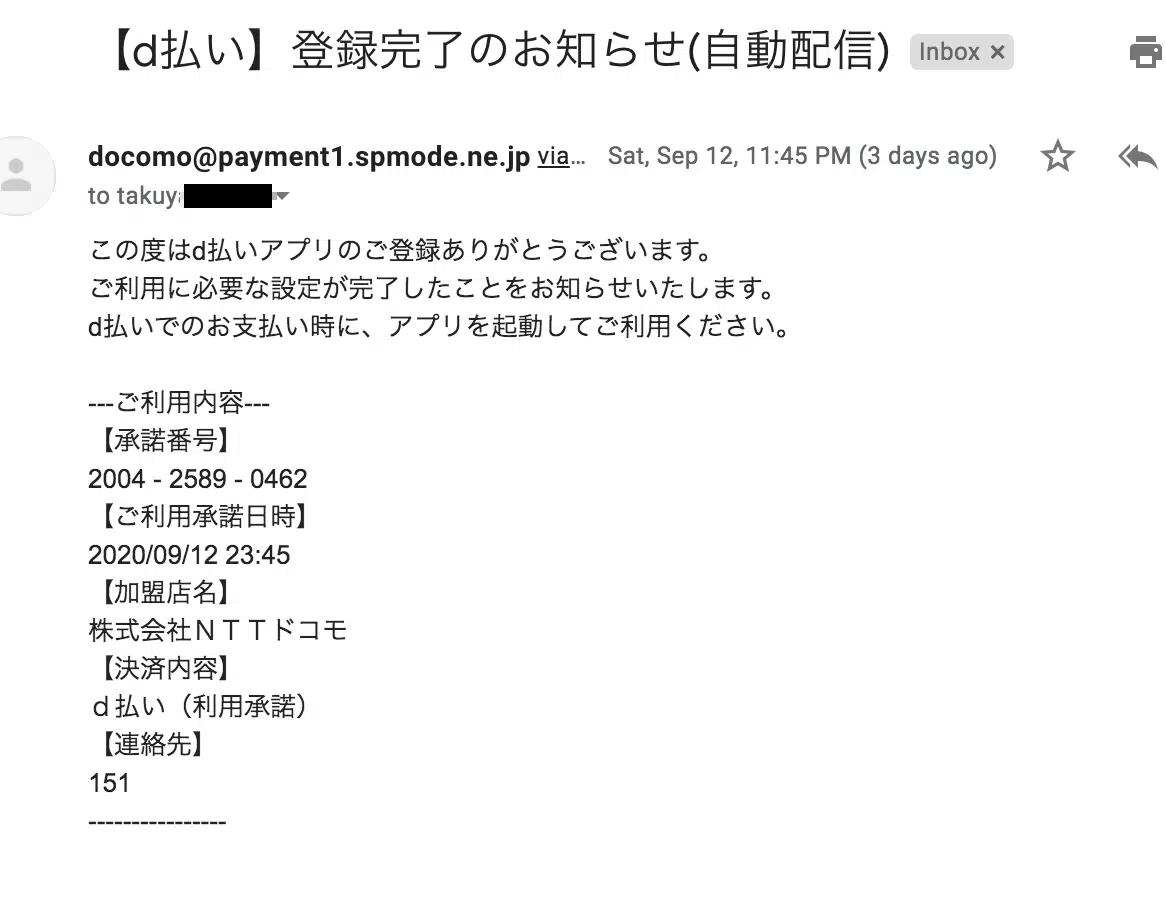 【d払い】登録完了のお知らせ(自動配信) Inbox ×
docomo@payment1.spmode.ne.jp via... Sat, Sep 12, 11:45 PM (3 days ago)
to takuy
この度はd払いアプリのご登録ありがとうございます。
ご利用に必要な設定が完了したことをお知らせいたします。
d払いでのお支払い時に、アプリを起動してご利用ください。
---ご利用内容---
【承諾番号】
2004 - 2589 - 0462
【ご利用承諾日時】
2020/09/12 23:45
【加盟店名】
株式会社ＮＴＴドコモ
【決済内容】
ｄ払い（利用承諾）
【連絡先】
151
----------------